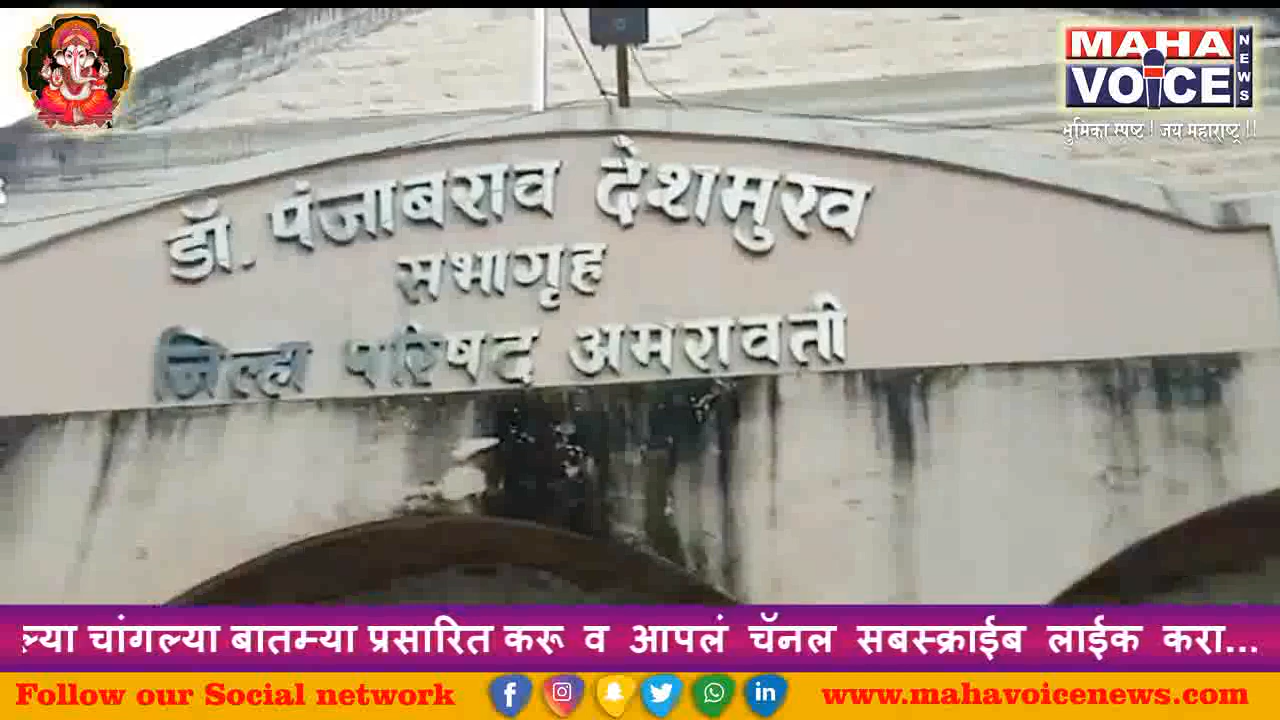 MAHA
VOICE
NEWS
भुमिका स्पष्ट ! जय महाराष्ट्र !!
डॉ. पंजाबराव देशमुख
सभागृह
जिल्हा परिषद अमरावती
ल्या चांगल्या बातम्या प्रसारित करू व आपलं चॅनल सबस्क्राईब लाईक करा...
Follow our Social network
www.mahavoicenews.com